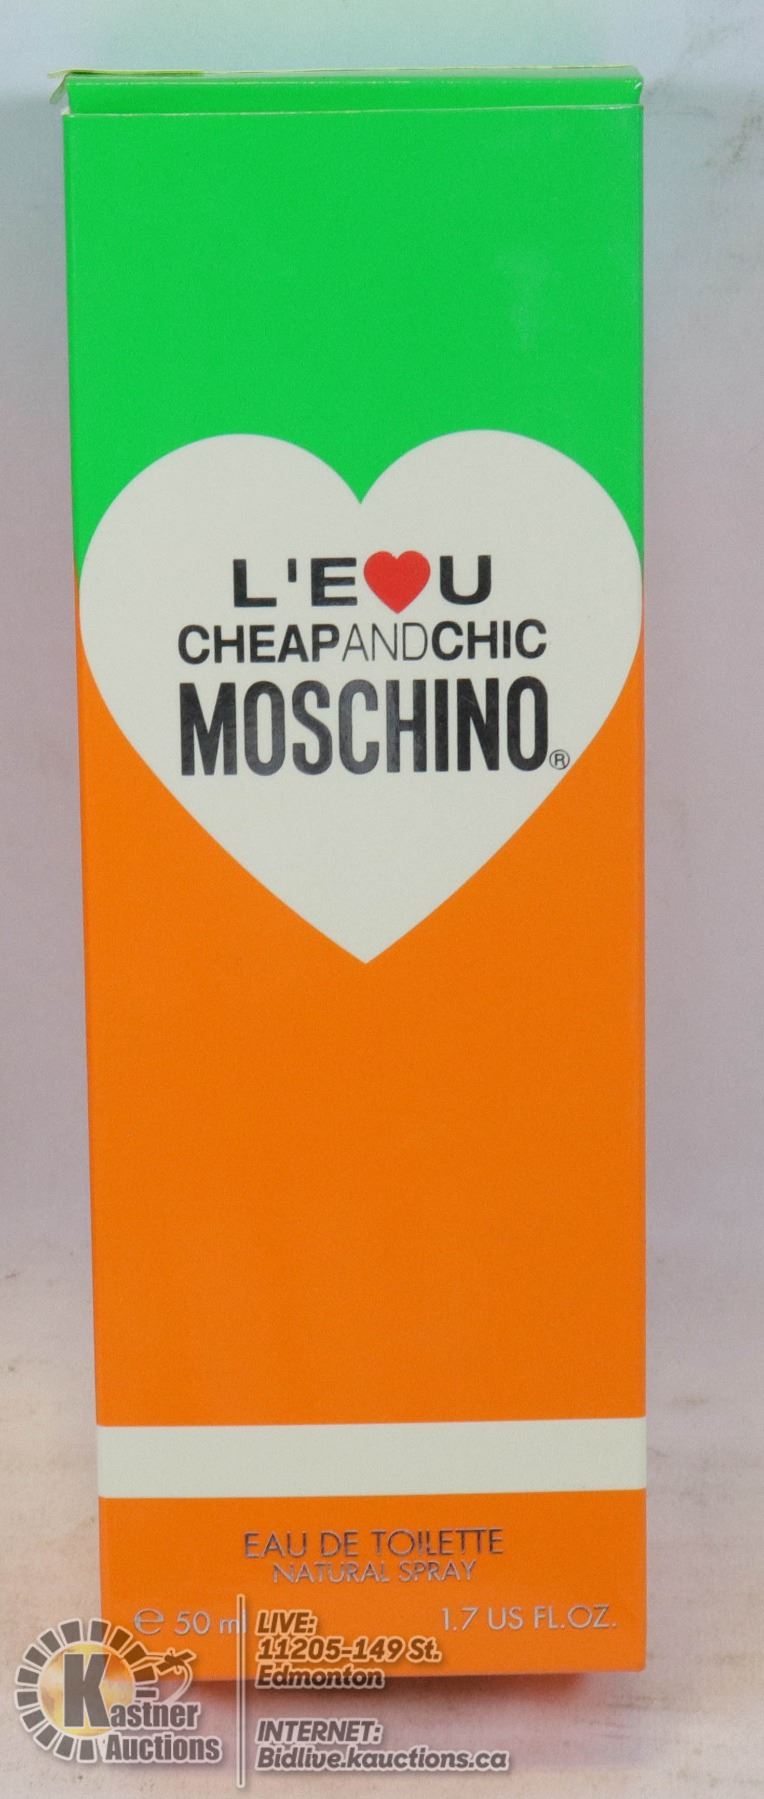 L'E❤U
CHEAPANDCHIC
MOSCHINO®
EAU DE TOILETTE
NATURAL SPRAY
℮ 50 ml 1.7 US FL.OZ.
Kastner
Auctions
LIVE:
11205-149 St.
Edmonton
INTERNET:
Bidlive.kauctions.ca